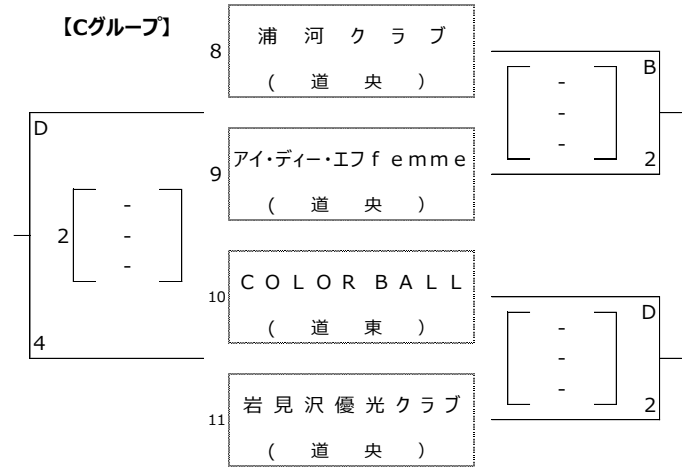 【Cグループ】
8
浦 河 ク ラ ブ
( 道 央 )
B
-
-
-
2
D
2
-
-
-
4
9
アイ・ディー・エフ f e m m e
( 道 央 )
10
C O L O R B A L L
( 道 東 )
D
-
-
-
2
11
岩 見 沢 優 光 ク ラ ブ
( 道 央 )